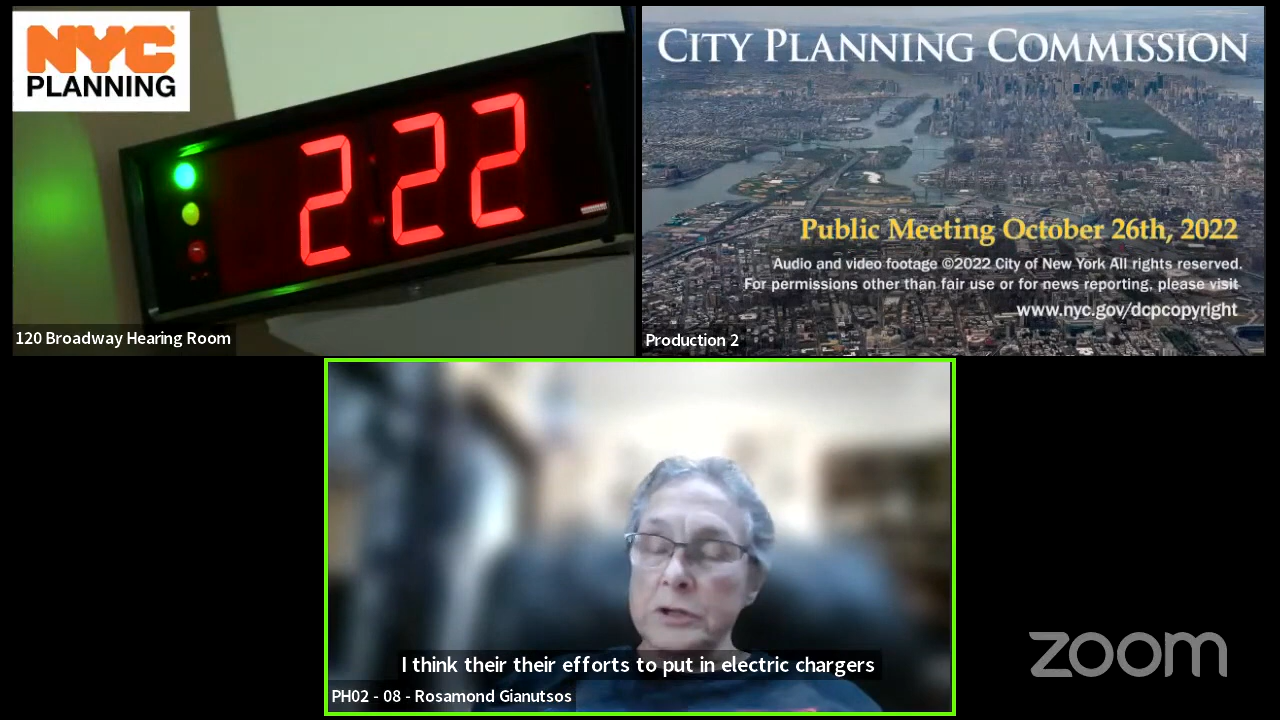 NYC
PLANNING
2:22
120 Broadway Hearing Room
CITY PLANNING COMMISSION
Public Meeting October 26th, 2022
Audio and video footage ©2022 City of New York All rights reserved.
For permissions other than fair use or for news reporting, please visit
www.nyc.gov/dcpcopyright
Production 2
I think their their efforts to put in electric chargers
PH02 - 08 - Rosamond Gianutsos
zoom